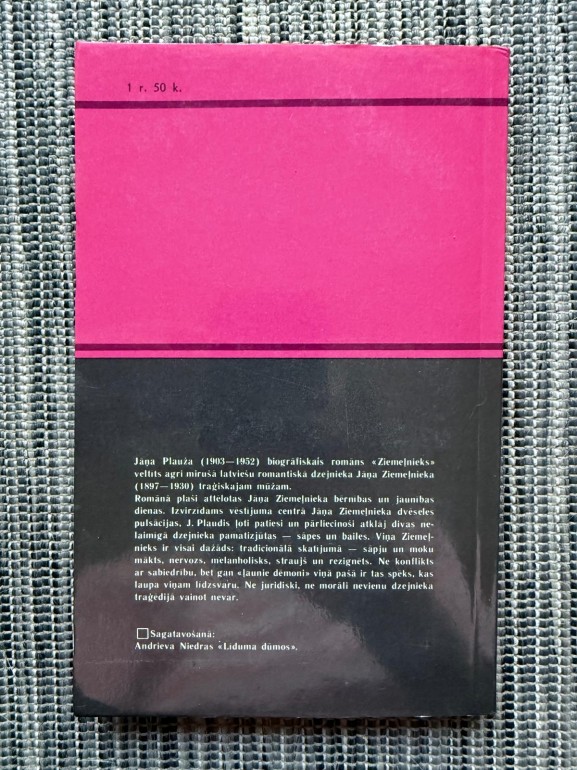 1 r. 50 k.
Jāņa Plauža (1903—1952) biogrāfiskais romāns «Ziemeļnieks»
veltīts agri mirušā latviešu romantiskā dzejnieka Jāņa Ziemeļnieka
(1897—1930) traģiskajam mūžam.
Romānā plaši attēlotas Jāņa Ziemeļnieka bērnības un jaunības
dienas. Izvirzīdams vēstījuma centrā Jāņa Ziemeļnieka dvēseles
pulsācijas, J. Plaudis ļoti patiesi un pārliecinoši atklāj divas ne-
laimīgā dzejnieka pamatizjūtas — sāpes un bailes. Viņa Ziemeļ-
nieks ir visai dažāds: tradicionālā skatījumā — sāpju un moku
mākts, nervozs, melanholisks, straujš un rezignēts. Ne konflikts
ar sabiedrību, bet gan «ļaunie dēmoni» viņā pašā ir tas spēks, kas
laupa viņam līdzsvaru. Ne juridiski, ne morāli nevienu dzejnieka
traģēdijā vainot nevar.
Sagatavošanā:
Andrieva Niedras «Līduma dūmos».